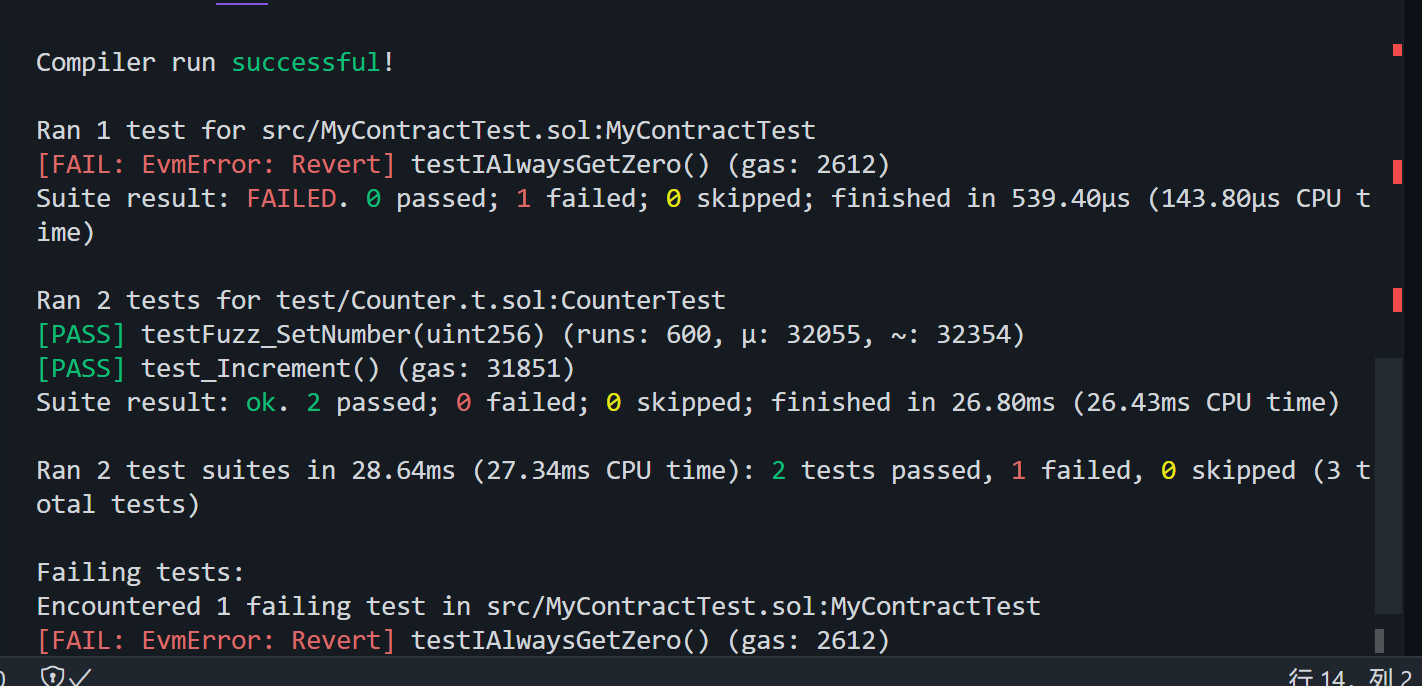 Compiler run successful!
Ran 1 test for src/MyContractTest.sol:MyContractTest
[FAIL: EvmError: Revert] testIAlwaysGetZero() (gas: 2612)
Suite result: FAILED. 0 passed; 1 failed; 0 skipped; finished in 539.40µs (143.80µs CPU t
ime)
Ran 2 tests for test/Counter.t.sol:CounterTest
[PASS] testFuzz_SetNumber(uint256) (runs: 600, μ: 32055, ~: 32354)
[PASS] test_Increment() (gas: 31851)
Suite result: ok. 2 passed; 0 failed; 0 skipped; finished in 26.80ms (26.43ms CPU time)
Ran 2 test suites in 28.64ms (27.34ms CPU time): 2 tests passed, 1 failed, 0 skipped (3 t
otal tests)
Failing tests:
Encountered 1 failing test in src/MyContractTest.sol:MyContractTest
[FAIL: EvmError: Revert] testIAlwaysGetZero() (gas: 2612)
行 14，列 2